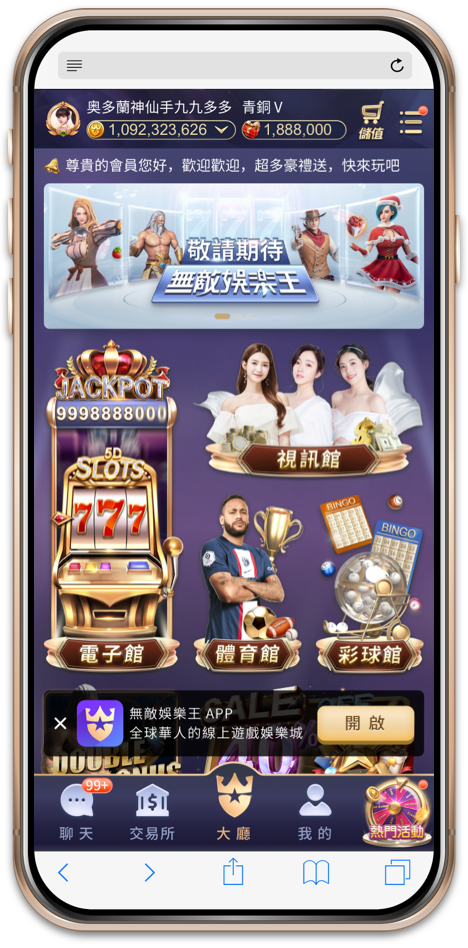 奧多蘭神仙手九九多多 青銅 V
1,092,323,626
1,888,000
儲值
尊貴的會員您好，歡迎歡迎，超多豪禮送，快來玩吧
敬請期待
無敵娛樂王
JACKPOT
9998888000
5D
SLOTS
777
電子館
視訊館
體育館
BINGO
BINGO
彩球館
無敵娛樂王 APP
全球華人的線上遊戲娛樂城
開啟
DOUBLE
99+
聊天
交易所
大廳
我的
熱門活動